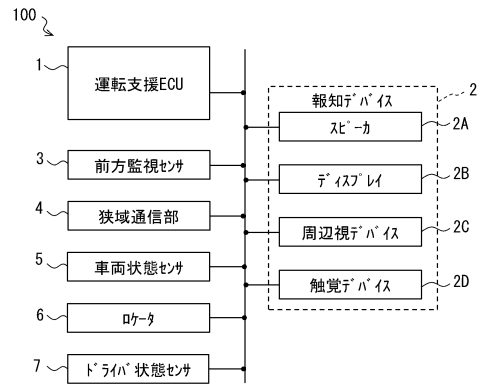 100
1
運転支援ECU
3
前方監視ｾﾝｻ
4
狭域通信部
5
車両状態ｾﾝｻ
6
ﾛｹｰﾀ
7
ﾄﾞﾗｲﾊﾞ状態ｾﾝｻ
2
報知ﾃﾞﾊﾞｲｽ
ｽﾋﾟｰｶ
2A
ﾃﾞｨｽﾌﾟﾚｲ
2B
周辺視ﾃﾞﾊﾞｲｽ
2C
触覚ﾃﾞﾊﾞｲｽ
2D